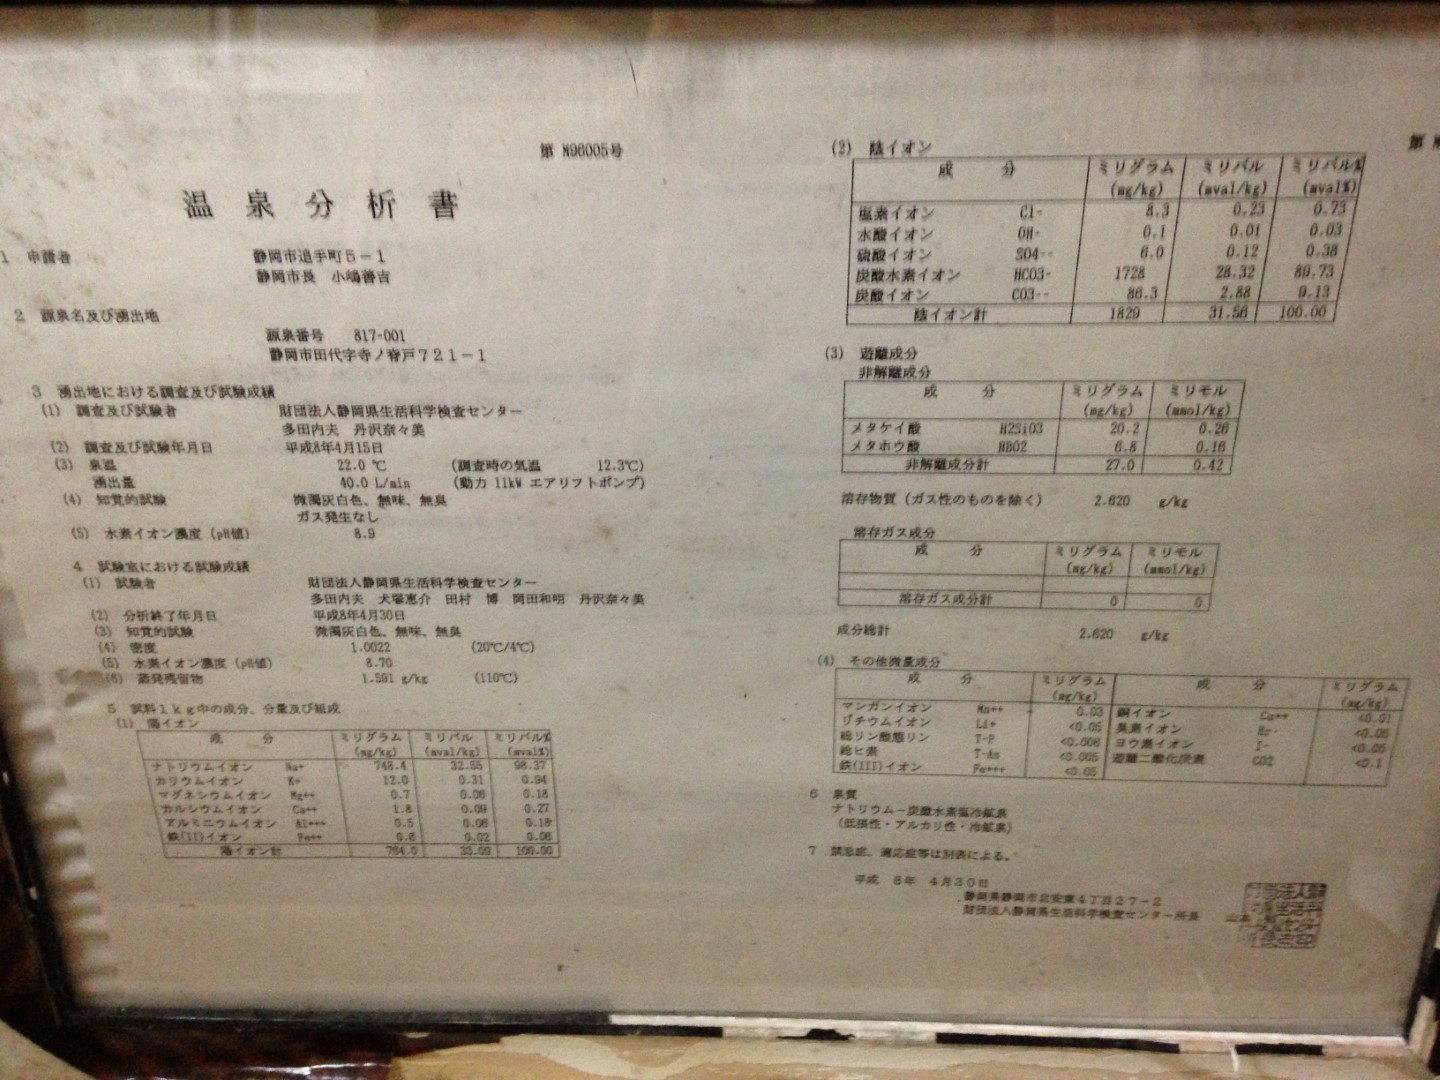 第 N96005号
温泉分析書
1 申請者 静岡市追手町5-1
静岡市長 小嶋善吉
2 源泉名及び湧出地
源泉番号 817-001
静岡市田代字寺ノ脊戸721-1
3 湧出地における調査及び試験成績
(1) 調査及び試験者 財団法人静岡県生活科学検査センター
多田内夫 丹沢奈々美
(2) 調査及び試験年月日 平成8年4月15日
(3) 泉温 22.0 ℃ (調査時の気温 12.3℃)
湧出量 40.0 L/min (動力 11kW エアリフトポンプ)
(4) 知覚的試験 微濁灰白色、無味、無臭
ガス発生なし
(5) 水素イオン濃度 (pH値) 8.9
4 試験室における試験成績
(1) 試験者 財団法人静岡県生活科学検査センター
多田内夫 犬塚恵介 田村 博 岡田和明 丹沢奈々美
(2) 分析終了年月日 平成8年4月30日
(3) 知覚的試験 微濁灰白色、無味、無臭
(4) 密度 1.0022 (20℃/4℃)
(5) 水素イオン濃度 (pH値) 8.70
(6) 蒸発残留物 1.591 g/kg (110℃)
5 試料1kg中の成分、分量及び組成
(1) 陽イオン
成 分 ミリグラム ミリバル ミリバル%
(mg/kg) (mval/kg) (mval%)
ナトリウムイオン Na+ 748.4 32.55 98.37
カリウムイオン K+ 12.0 0.31 0.94
マグネシウムイオン Mg++ 0.7 0.06 0.18
カルシウムイオン Ca++ 1.8 0.09 0.27
アルミニウムイオン Al+++ 0.5 0.06 0.18
鉄(II)イオン Fe++ 0.6 0.02 0.06
陽イオン計 764.0 33.09 100.00
(2) 陰イオン
成 分 ミリグラム ミリバル ミリバル%
(mg/kg) (mval/kg) (mval%)
塩素イオン Cl- 8.3 0.23 0.73
水酸イオン OH- 0.1 0.01 0.03
硫酸イオン SO4-- 6.0 0.12 0.38
炭酸水素イオン HCO3- 1728 28.32 89.73
炭酸イオン CO3-- 86.3 2.88 9.13
陰イオン計 1829 31.56 100.00
(3) 遊離成分
非解離成分
成 分 ミリグラム ミリモル
(mg/kg) (mmol/kg)
メタケイ酸 H2SiO3 20.2 0.26
メタホウ酸 HBO2 6.8 0.16
非解離成分計 27.0 0.42
溶存物質(ガス性のものを除く) 2.620 g/kg
溶存ガス成分
成 分 ミリグラム ミリモル
(mg/kg) (mmol/kg)
溶存ガス成分計 0 0
成分総計 2.620 g/kg
(4) その他微量成分
成 分 ミリグラム 成 分 ミリグラム
(mg/kg) (mg/kg)
マンガンイオン Mn++ 0.03 銅イオン Cu++ <0.01
リチウムイオン Li+ <0.05 臭素イオン Br- <0.05
総リン酸態リン T-P <0.006 ヨウ素イオン I- <0.05
総ヒ素 T-As <0.005 遊離二酸化炭素 CO2 <0.1
鉄(III)イオン Fe+++ <0.05
6 泉質
ナトリウム-炭酸水素塩冷鉱泉
(低張性・アルカリ性・冷鉱泉)
7 禁忌症、適応症等は別表による。
平成 8年 4月30日
静岡県静岡市北安東4丁目27-2
財団法人静岡県生活科学検査センター所長